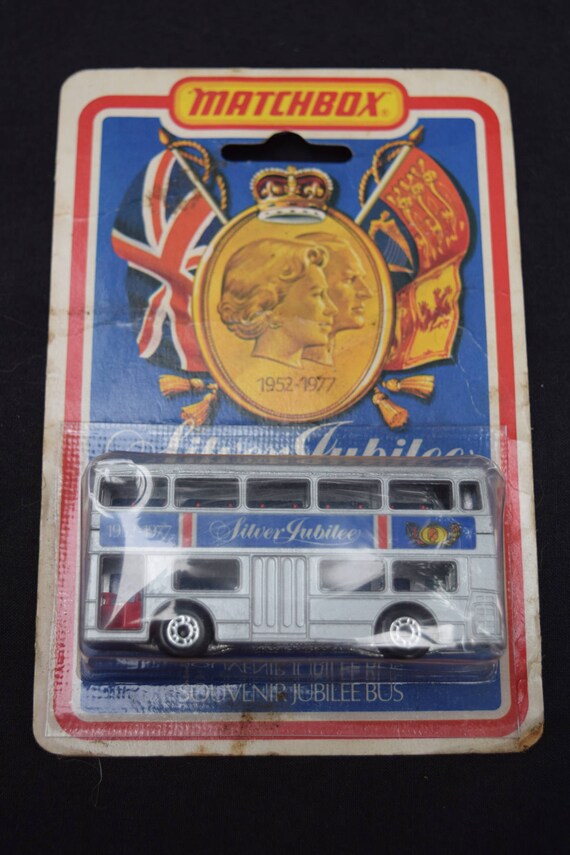 MATCHBOX®
1952-1977
Silver Jubilee
1952-1977 Silver Jubilee
SOUVENIR JUBILEE BUS